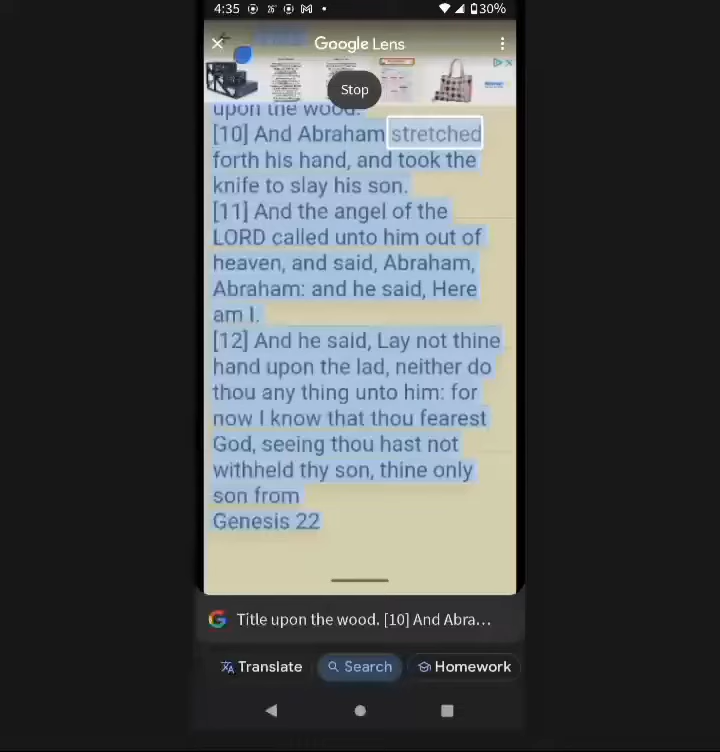 4:35 26° 30%
Google Lens
Stop
upon the wood.
[10] And Abraham stretched
forth his hand, and took the
knife to slay his son.
[11] And the angel of the
LORD called unto him out of
heaven, and said, Abraham,
Abraham: and he said, Here
am I.
[12] And he said, Lay not thine
hand upon the lad, neither do
thou any thing unto him: for
now I know that thou fearest
God, seeing thou hast not
withheld thy son, thine only
son from
Genesis 22
Title upon the wood. [10] And Abra...
Translate Search Homework